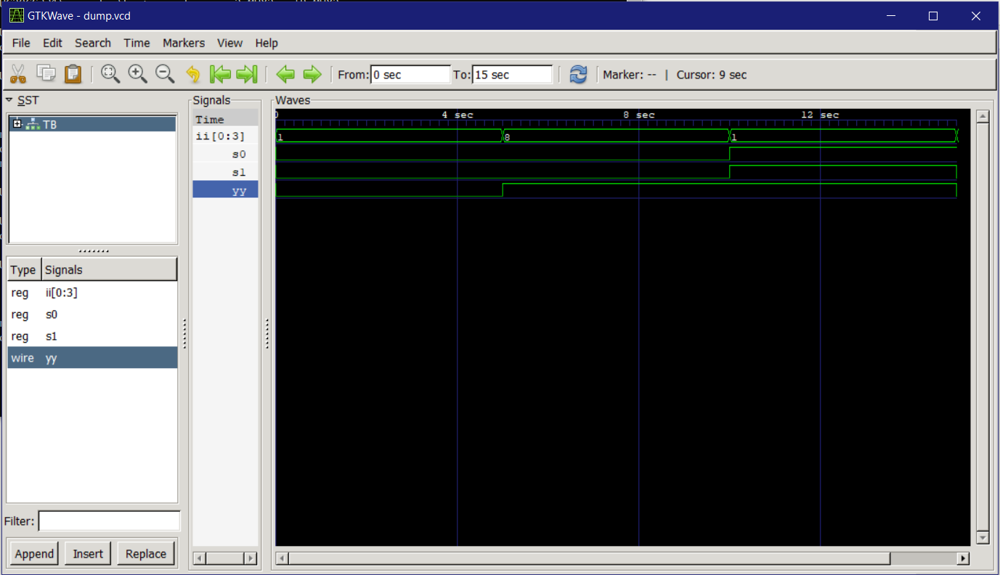 GTKWave - dump.vcd
File Edit Search Time Markers View Help
From: 0 sec To: 15 sec Marker: -- | Cursor: 9 sec
SST
TB
Type Signals
reg ii[0:3]
reg s0
reg s1
wire yy
Filter:
Append Insert Replace
Signals
Time
ii[0:3]
s0
s1
yy
Waves
0 4 sec 8 sec 12 sec
1 8 1